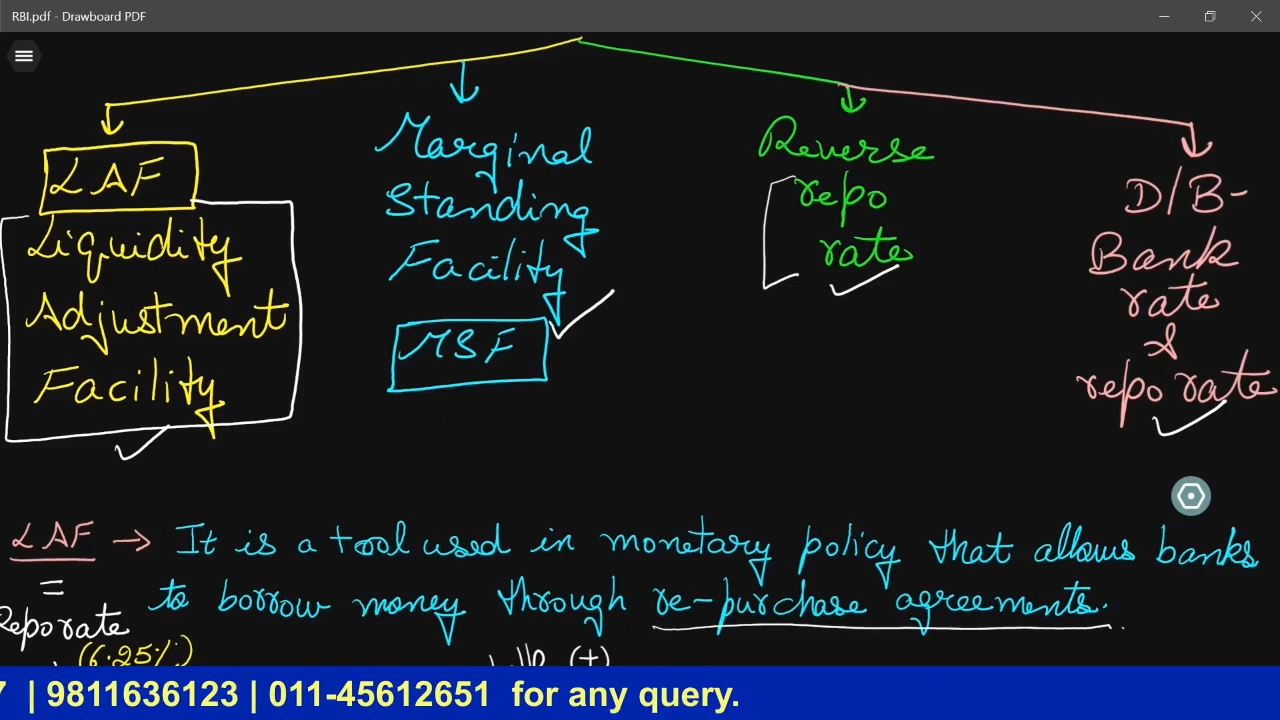 RBI.pdf - Drawboard PDF
LAF
Liquidity
Adjustment
Facility
Marginal
Standing
Facility
MSF
Reverse
repo
rate
D/B-
Bank
rate
&
repo rate
LAF → It is a tool used in monetary policy that allows banks
to borrow money through re-purchase agreements.
=
Repo rate
(6.25%)
(+)
7 | 9811636123 | 011-45612651 for any query.